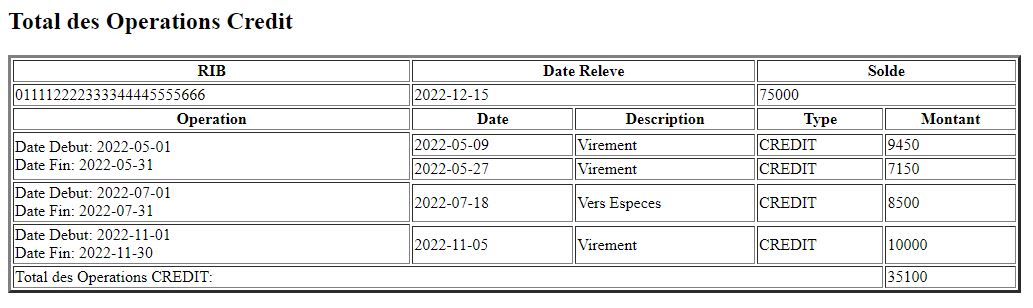 Total des Operations Credit
RIB Date Releve Solde
011112222333344445555666 2022-12-15 75000
Operation Date Description Type Montant
Date Debut: 2022-05-01
Date Fin: 2022-05-31
2022-05-09 Virement CREDIT 9450
2022-05-27 Virement CREDIT 7150
Date Debut: 2022-07-01
Date Fin: 2022-07-31
2022-07-18 Vers Especes CREDIT 8500
Date Debut: 2022-11-01
Date Fin: 2022-11-30
2022-11-05 Virement CREDIT 10000
Total des Operations CREDIT: 35100